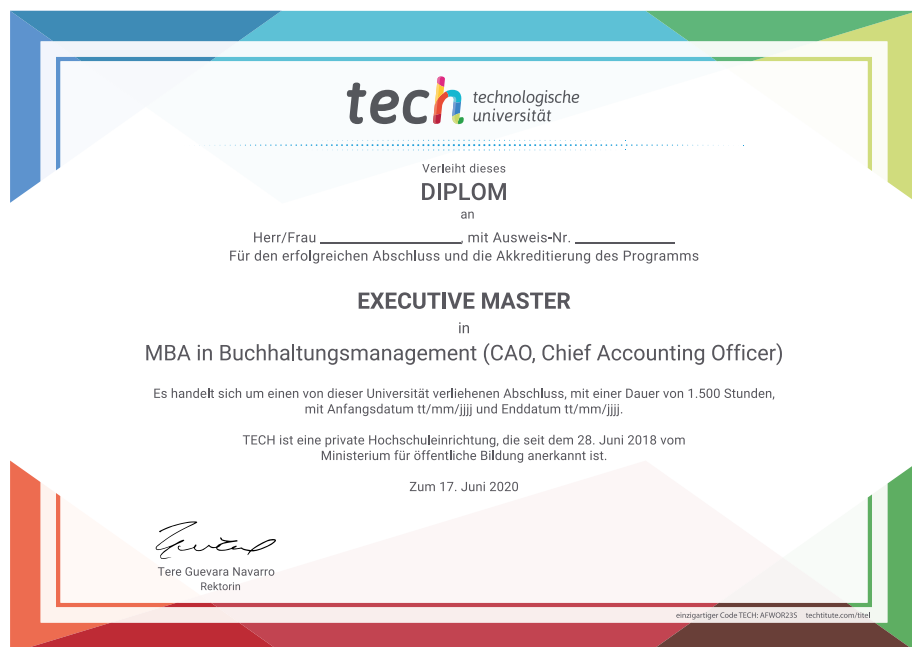 tech technologische
universität
Verleiht dieses
DIPLOM
an
Herr/Frau ____________________, mit Ausweis-Nr. ______________
Für den erfolgreichen Abschluss und die Akkreditierung des Programms
EXECUTIVE MASTER
in
MBA in Buchhaltungsmanagement (CAO, Chief Accounting Officer)
Es handelt sich um einen von dieser Universität verliehenen Abschluss, mit einer Dauer von 1.500 Stunden,
mit Anfangsdatum tt/mm/jjjj und Enddatum tt/mm/jjjj.
TECH ist eine private Hochschuleinrichtung, die seit dem 28. Juni 2018 vom
Ministerium für öffentliche Bildung anerkannt ist.
Zum 17. Juni 2020
Tere Guevara Navarro
Rektorin
einzigartiger Code TECH: AFWOR23S techtitute.com/titel